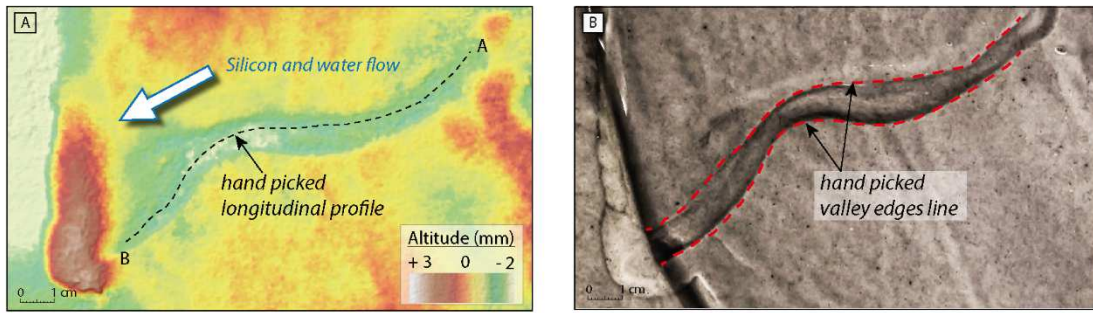 A
Silicon and water flow
A
hand picked
longitudinal profile
B
Altitude (mm)
+ 3 0 - 2
0 1 cm
B
hand picked
valley edges line
0 1 cm